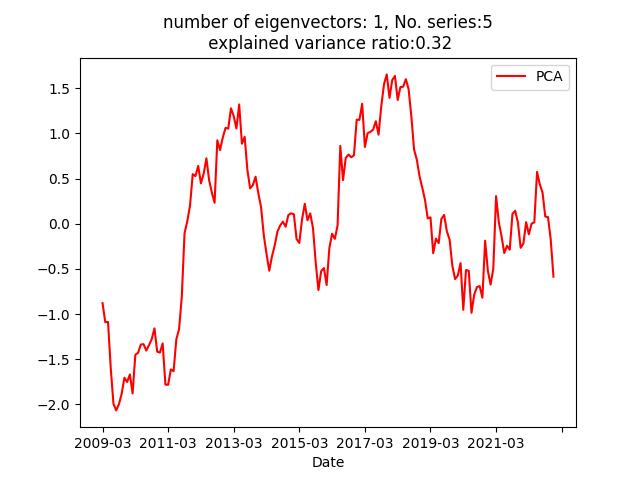 number of eigenvectors: 1, No. series:5
explained variance ratio:0.32
PCA
1.5
1.0
0.5
0.0
−0.5
−1.0
−1.5
−2.0
2009-03 2011-03 2013-03 2015-03 2017-03 2019-03 2021-03
Date